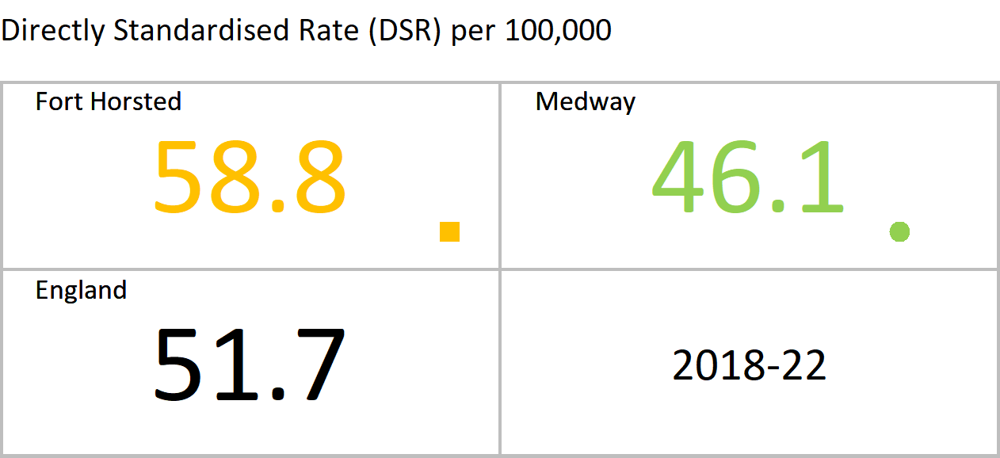 Directly Standardised Rate (DSR) per 100,000
Fort Horsted
58.8
Medway
46.1
England
51.7
2018-22